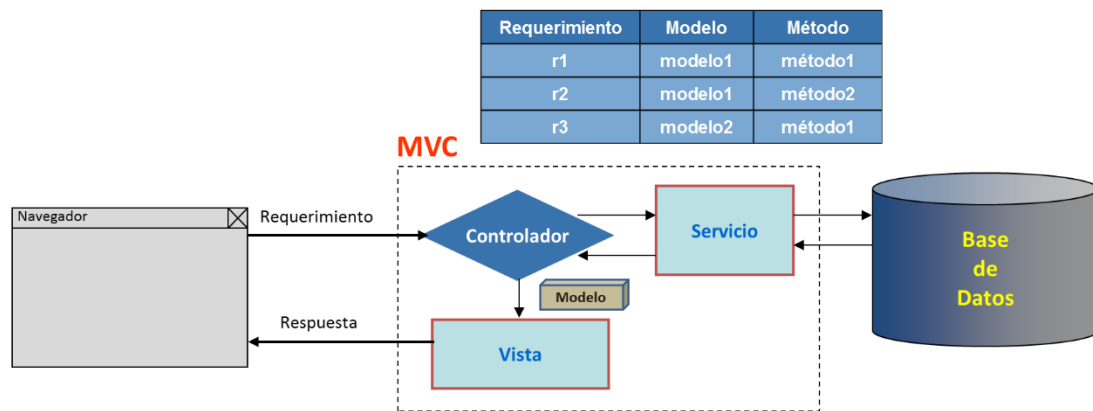 Requerimiento Modelo Método
r1 modelo1 método1
r2 modelo1 método2
r3 modelo2 método1
MVC
Navegador
Requerimiento
Controlador
Servicio
Base
de
Datos
Modelo
Respuesta
Vista